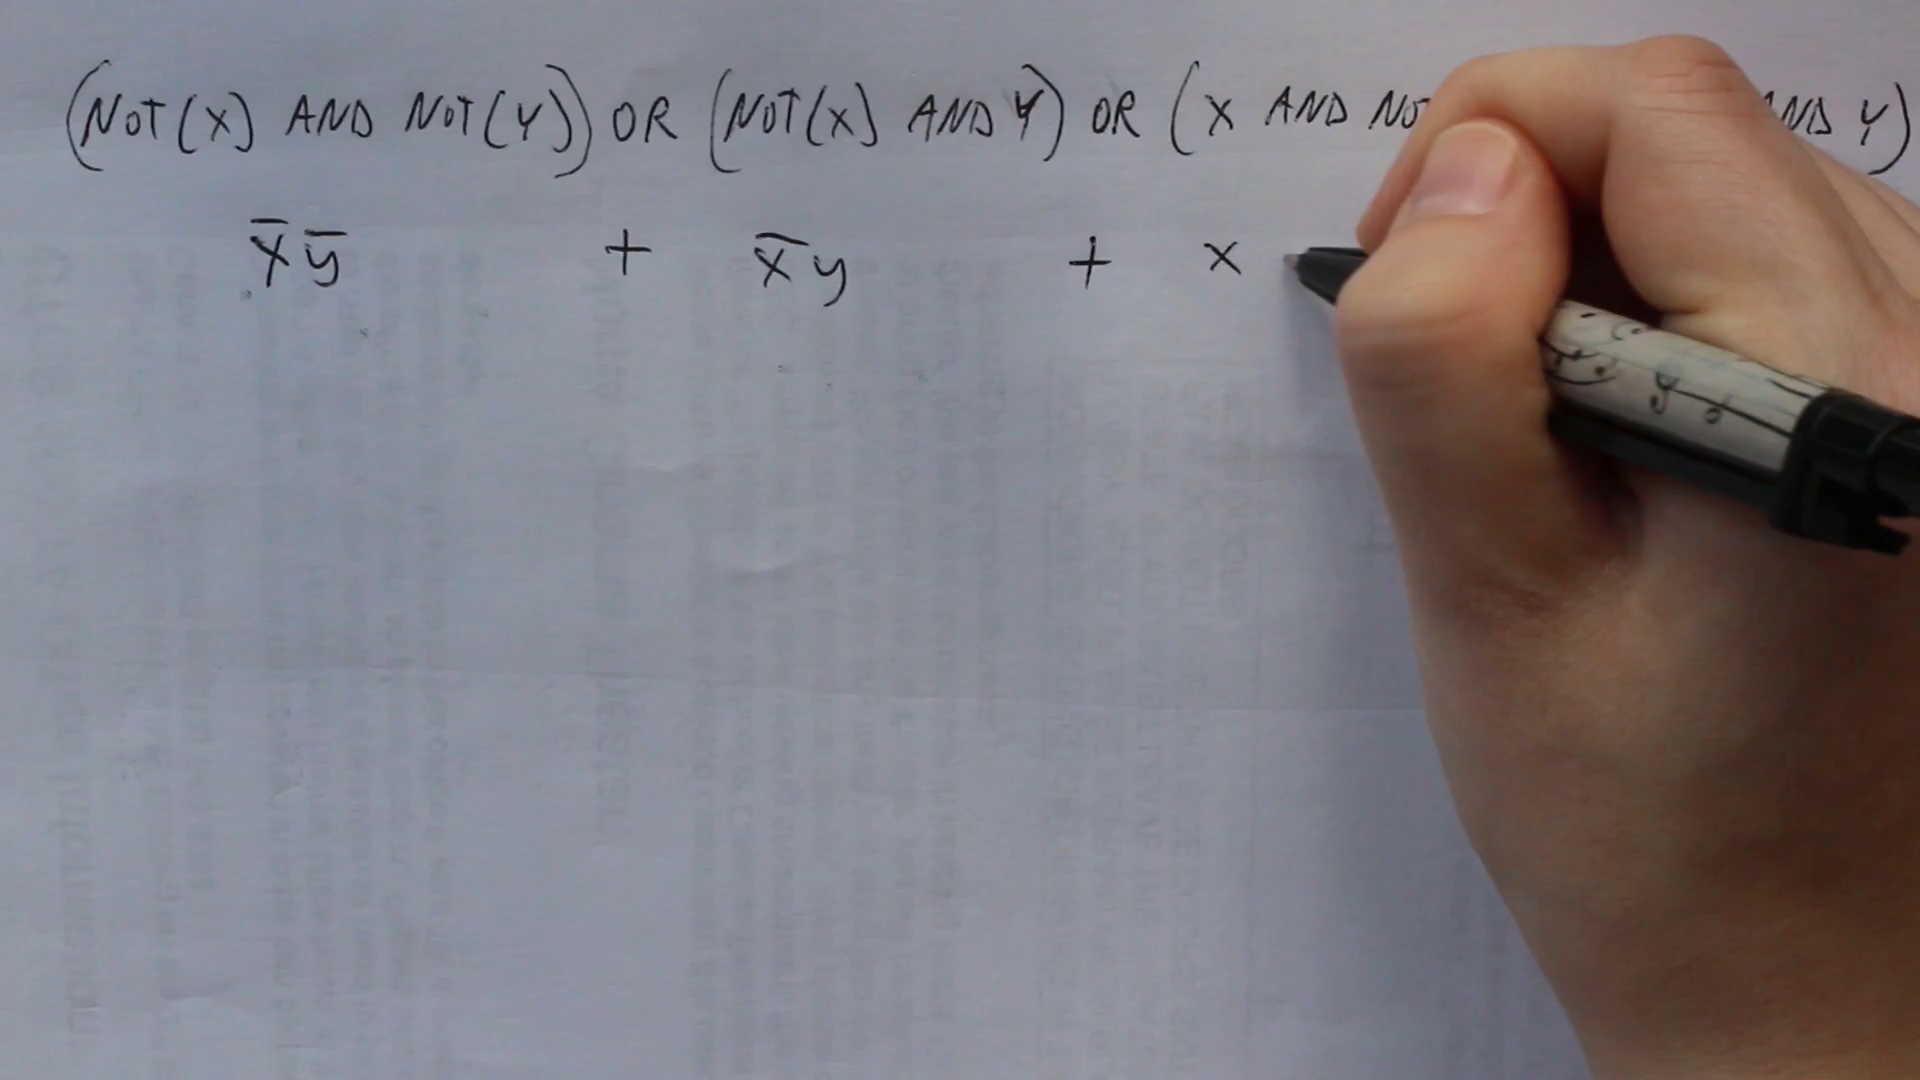 (NOT(X) AND NOT(Y)) OR (NOT(X) AND Y) OR (X AND Y)
x̅ y̅ + x̅ y + x